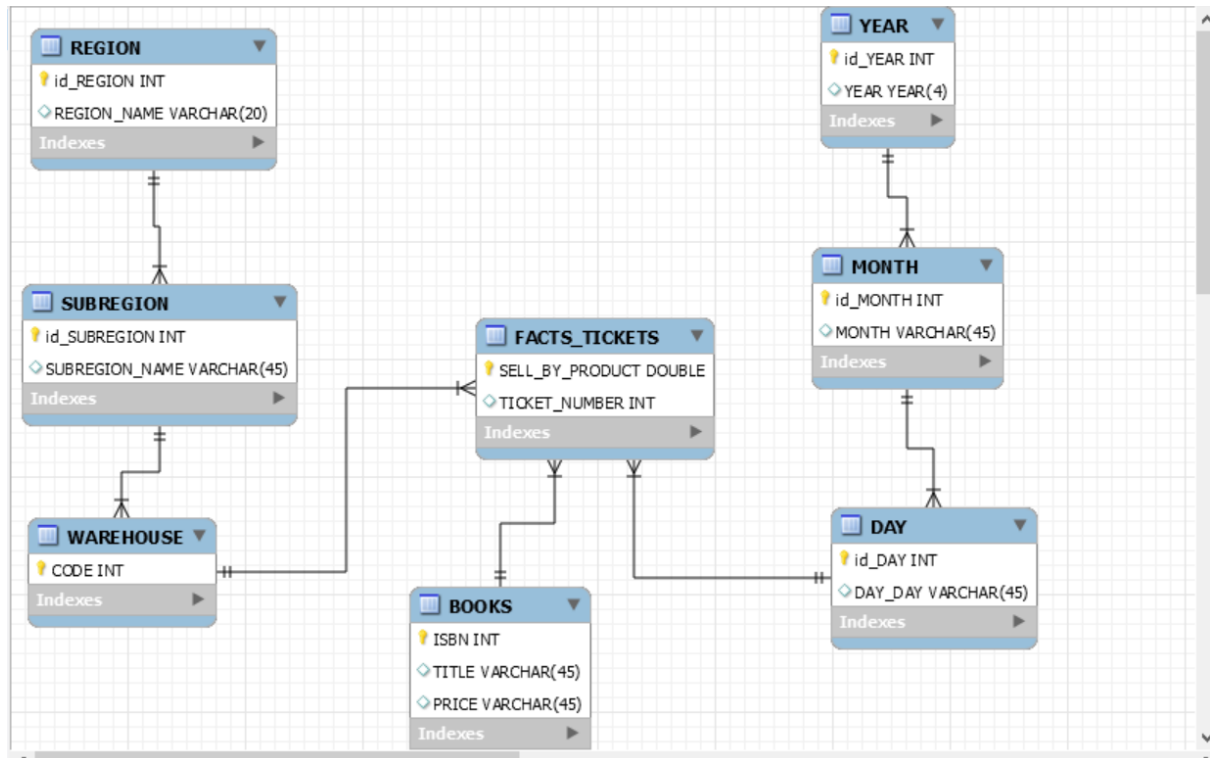 REGION
id_REGION INT
REGION_NAME VARCHAR(20)
Indexes
YEAR
id_YEAR INT
YEAR YEAR(4)
Indexes
SUBREGION
id_SUBREGION INT
SUBREGION_NAME VARCHAR(45)
Indexes
MONTH
id_MONTH INT
MONTH VARCHAR(45)
Indexes
FACTS_TICKETS
SELL_BY_PRODUCT DOUBLE
TICKET_NUMBER INT
Indexes
WAREHOUSE
CODE INT
Indexes
BOOKS
ISBN INT
TITLE VARCHAR(45)
PRICE VARCHAR(45)
Indexes
DAY
id_DAY INT
DAY_DAY VARCHAR(45)
Indexes